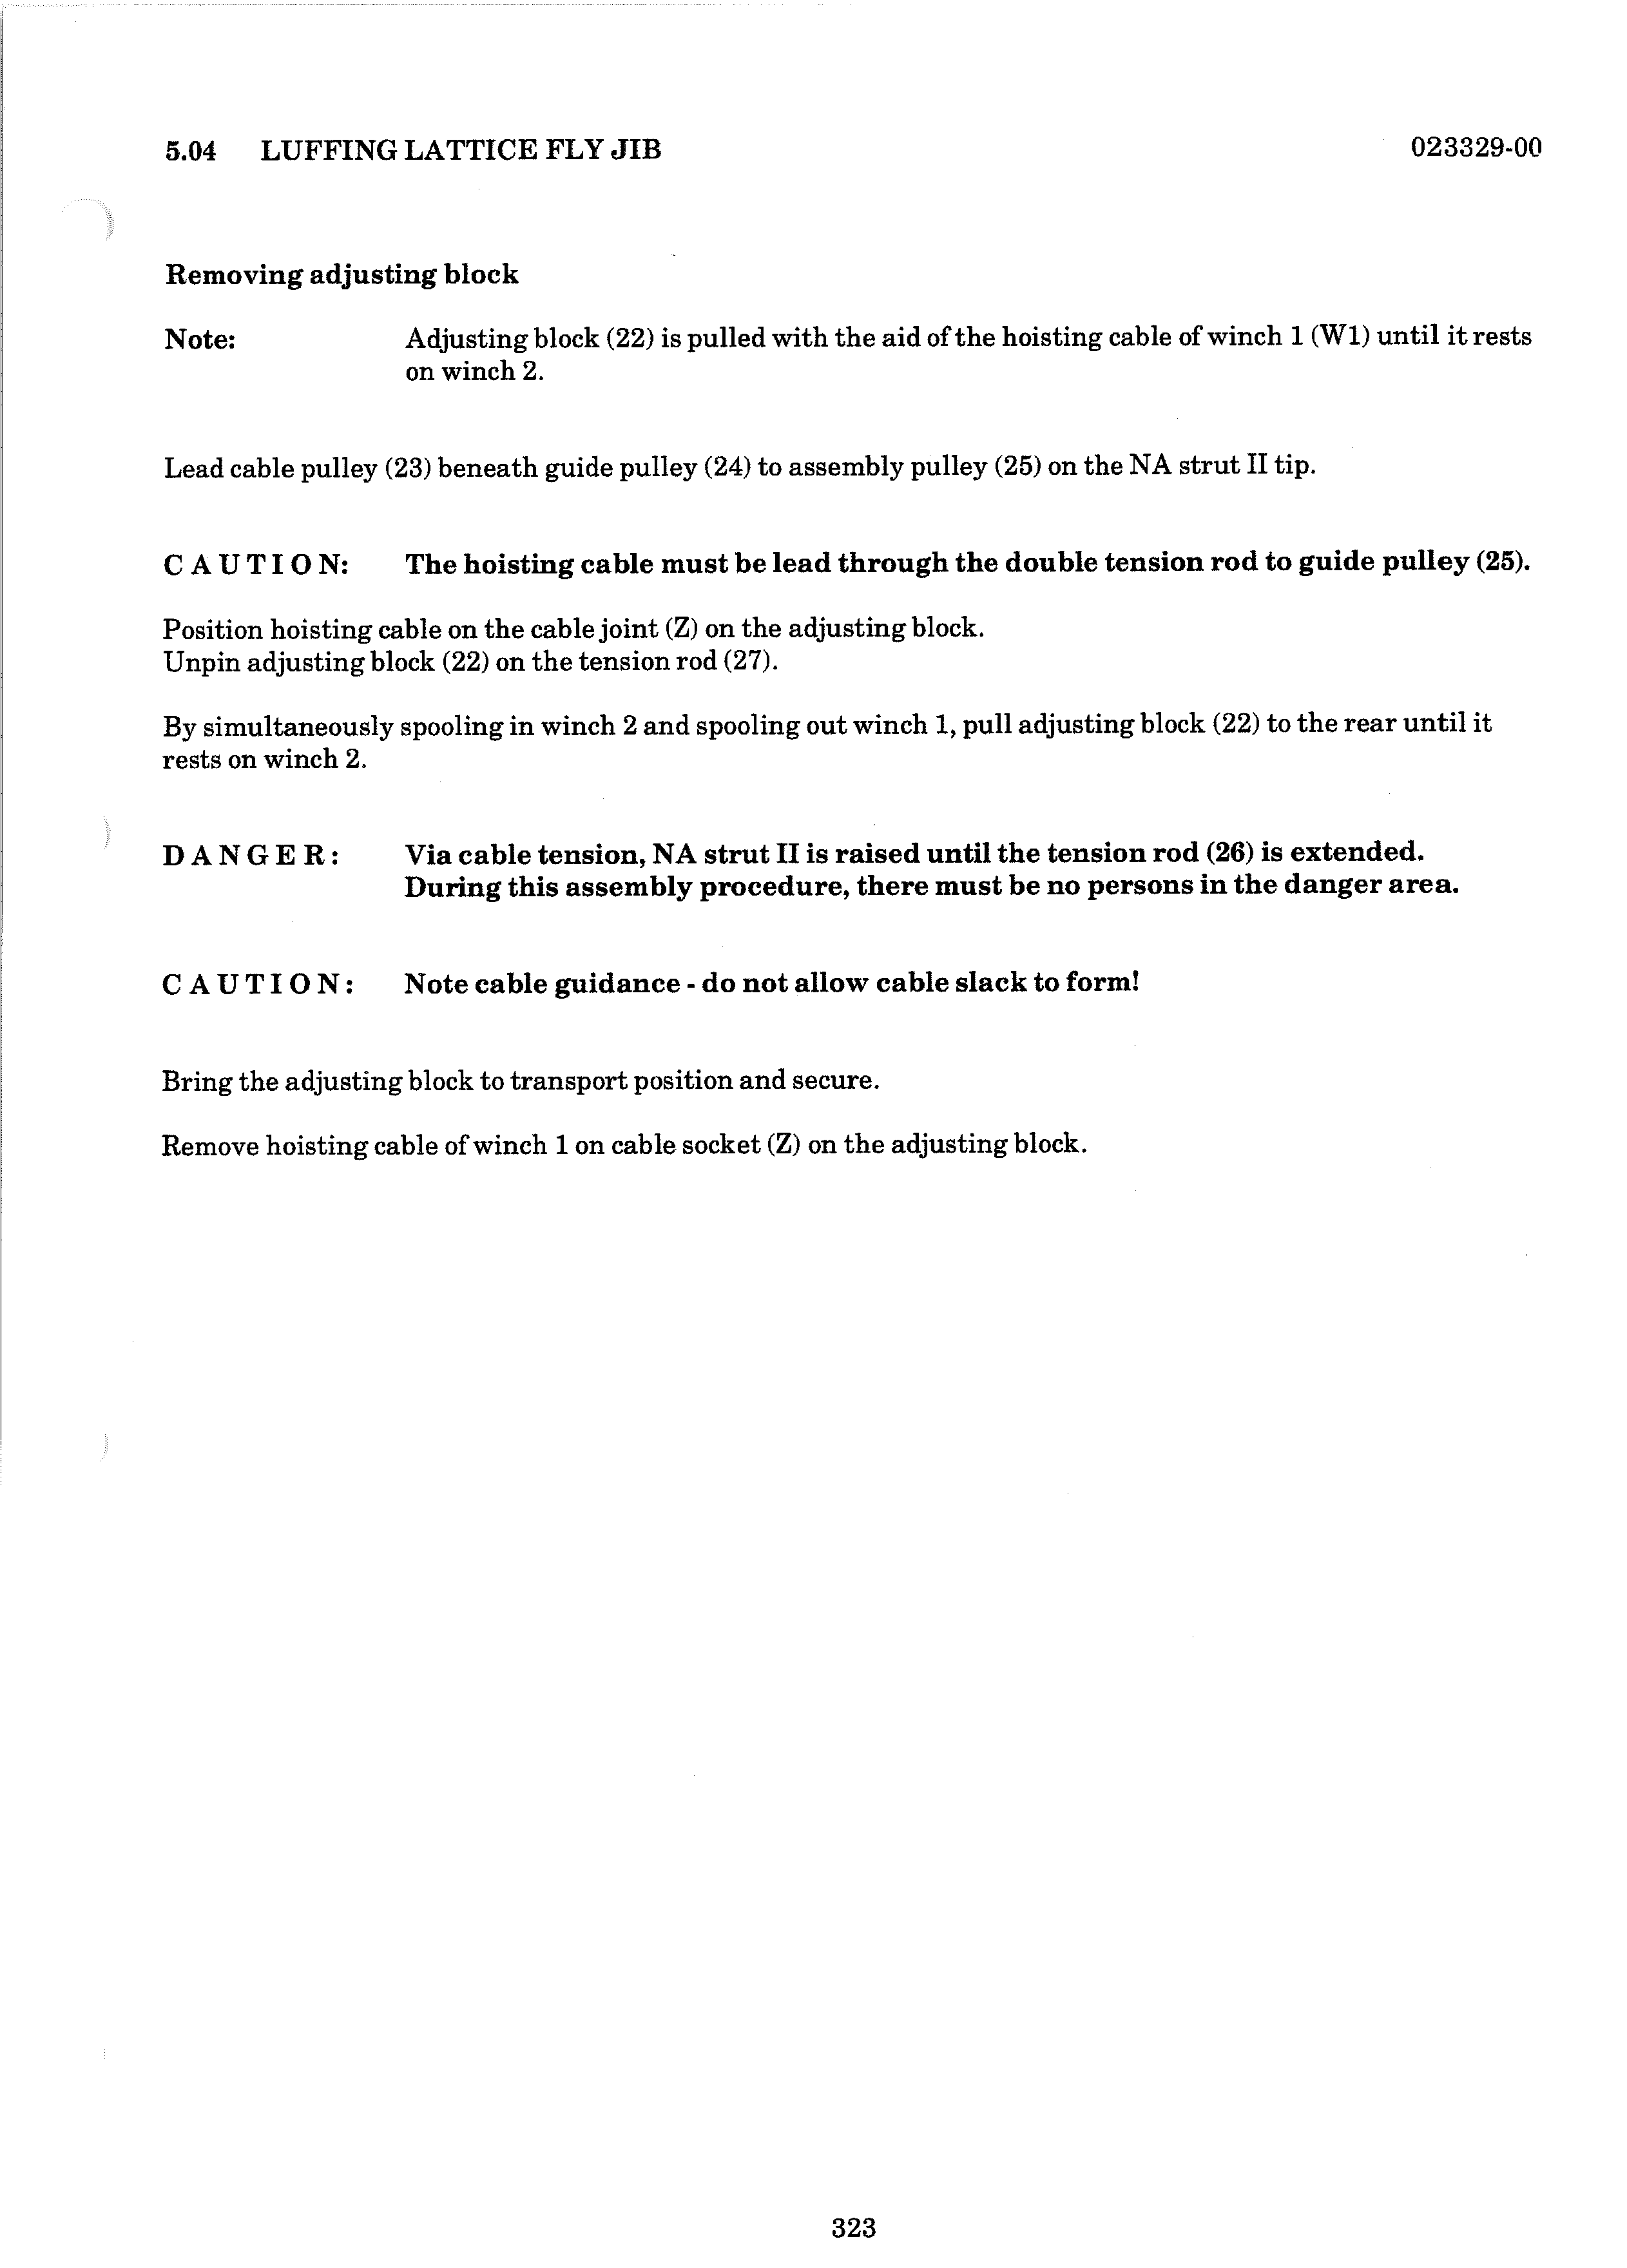 5.04 LUFFING LATTICE FLY JIB 023329-00
Removing adjusting block
Note: Adjusting block (22) is pulled with the aid of the hoisting cable of winch 1 (W1) until it rests
on winch 2.
Lead cable pulley (23) beneath guide pulley (24) to assembly pulley (25) on the NA strut II tip.
C A U T I O N: The hoisting cable must be lead through the double tension rod to guide pulley (25).
Position hoisting cable on the cable joint (Z) on the adjusting block.
Unpin adjusting block (22) on the tension rod (27).
By simultaneously spooling in winch 2 and spooling out winch 1, pull adjusting block (22) to the rear until it
rests on winch 2.
D A N G E R : Via cable tension, NA strut II is raised until the tension rod (26) is extended.
During this assembly procedure, there must be no persons in the danger area.
C A U T I O N : Note cable guidance - do not allow cable slack to form!
Bring the adjusting block to transport position and secure.
Remove hoisting cable of winch 1 on cable socket (Z) on the adjusting block.
323